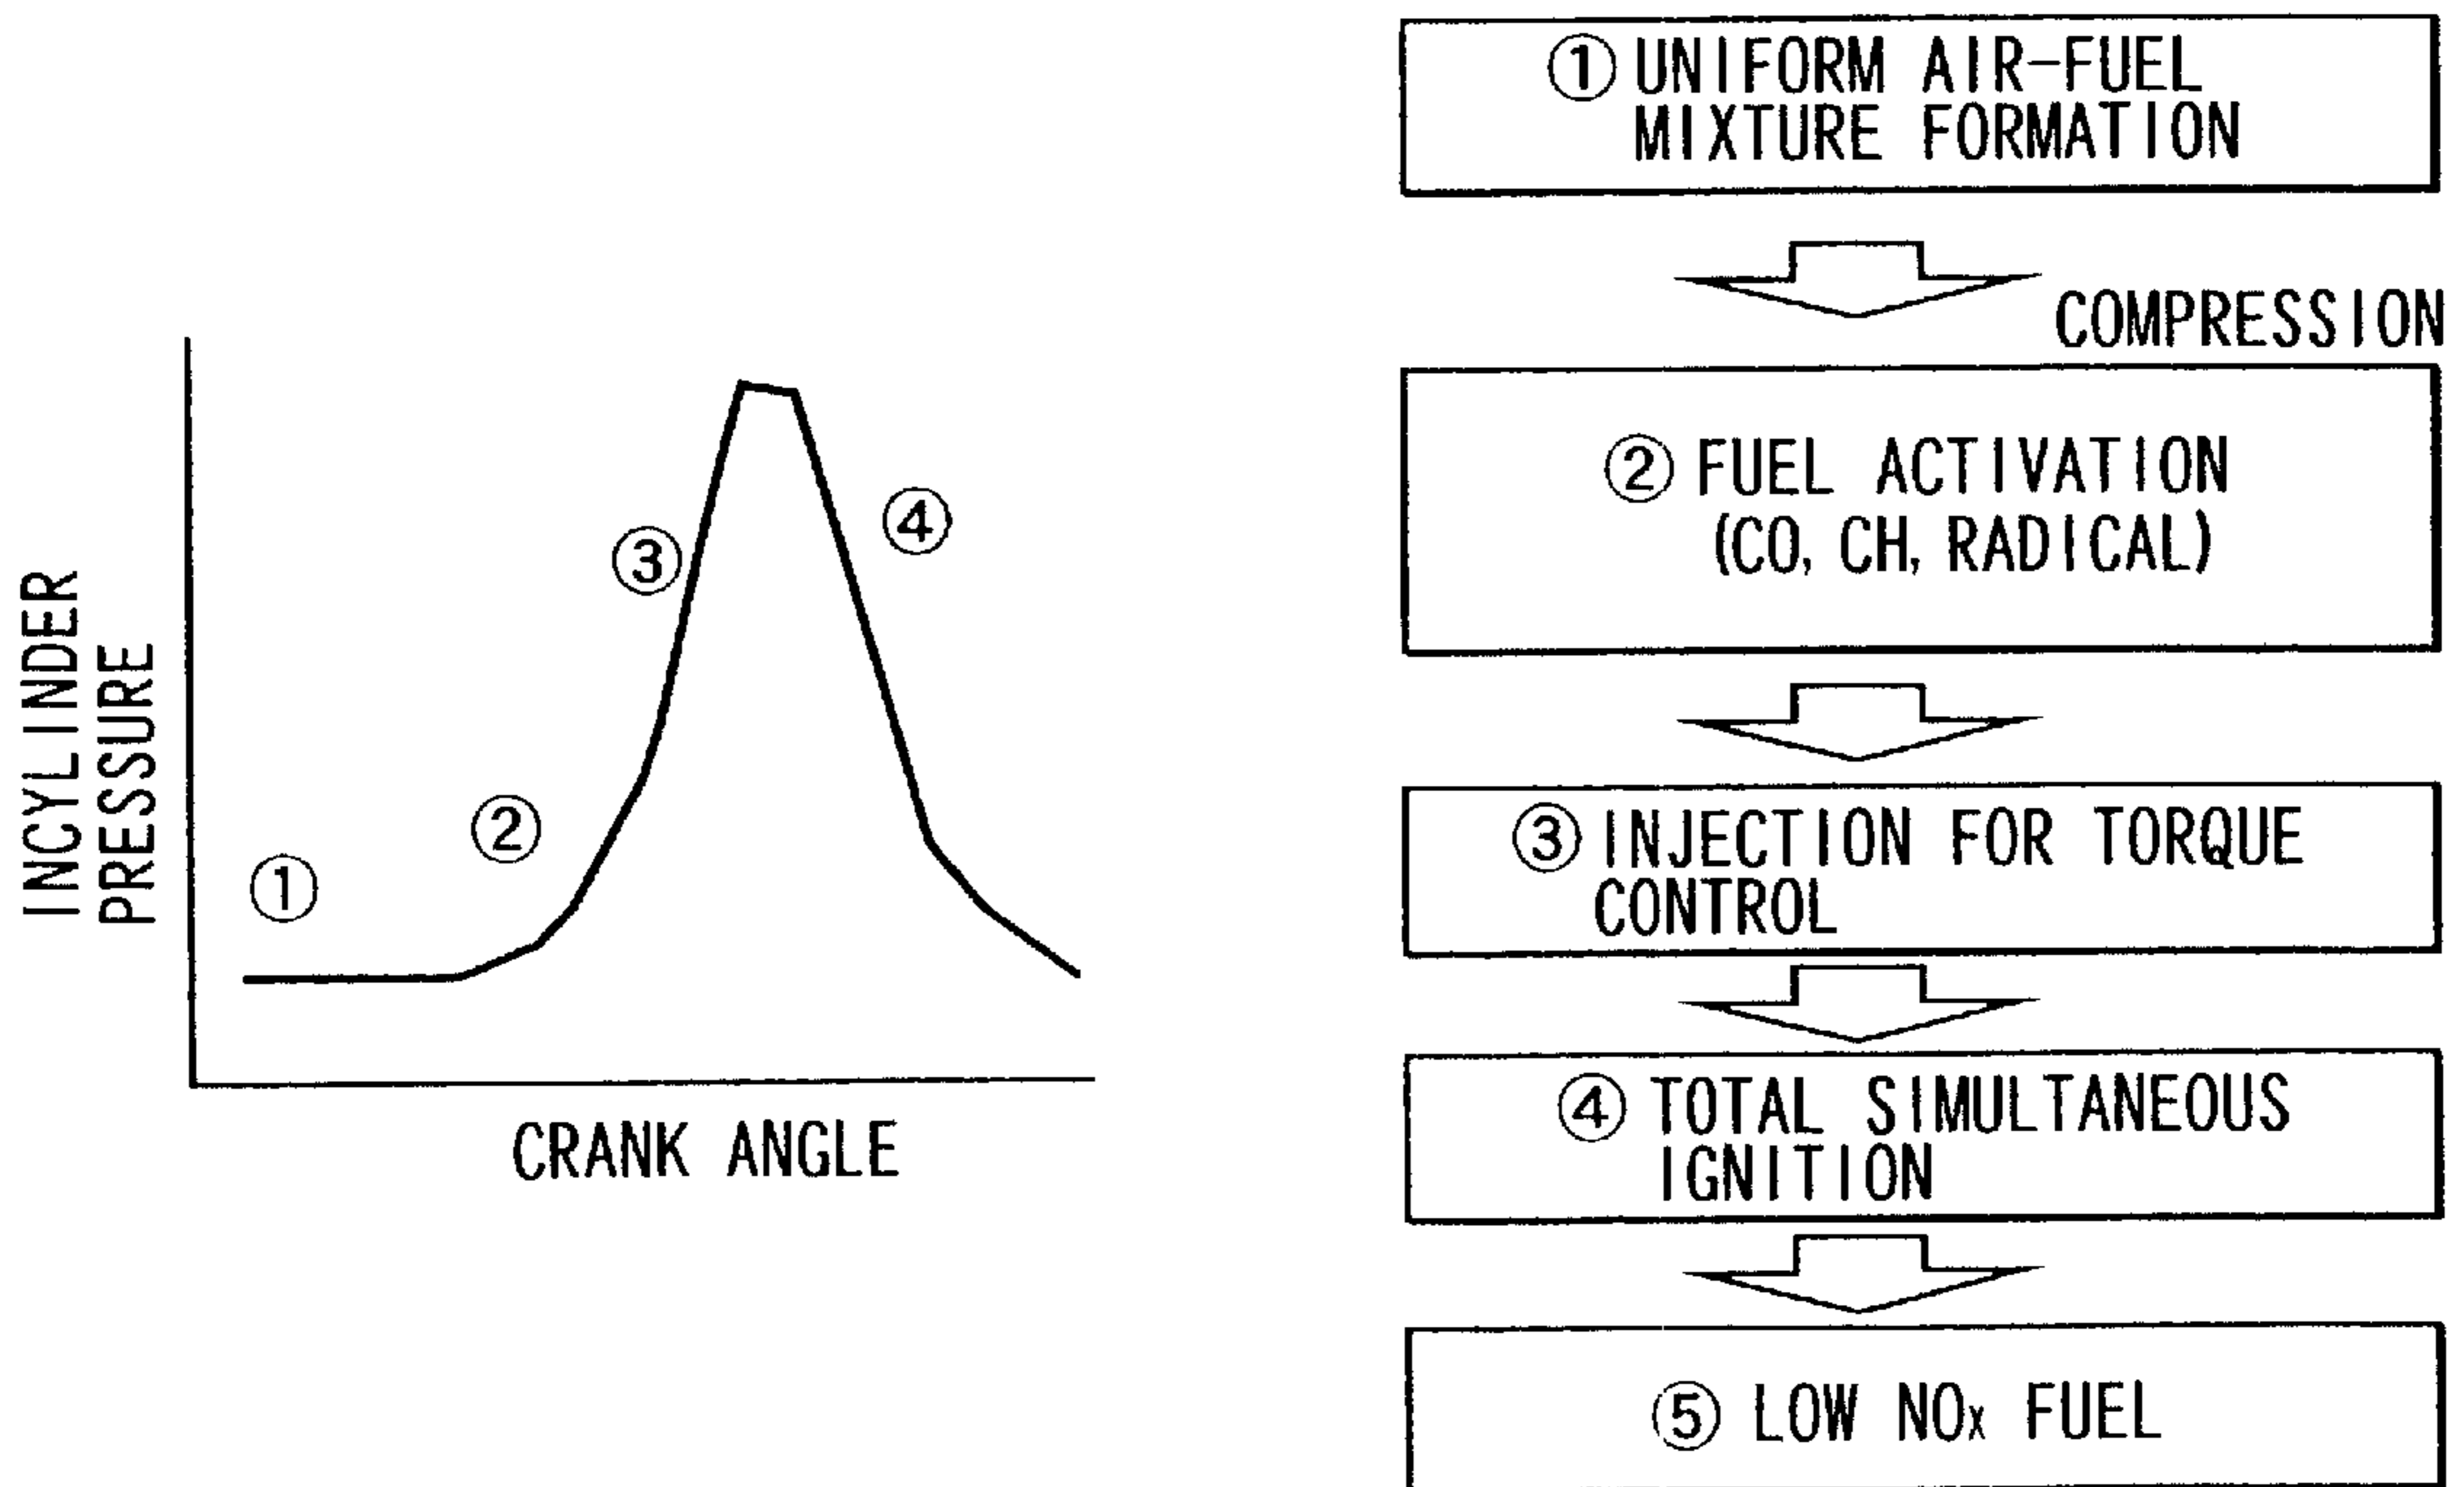 INCYLINDER
PRESSURE
①
②
③
④
CRANK ANGLE
① UNIFORM AIR-FUEL
MIXTURE FORMATION
COMPRESSION
② FUEL ACTIVATION
(CO, CH, RADICAL)
③ INJECTION FOR TORQUE
CONTROL
④ TOTAL SIMULTANEOUS
IGNITION
⑤ LOW NOx FUEL